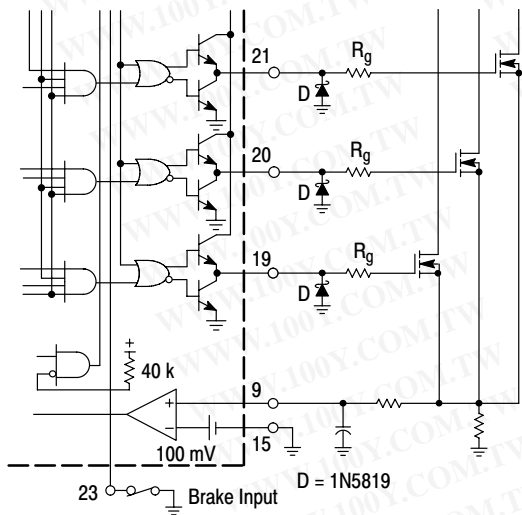 21
Rg
D
20
Rg
D
19
Rg
D
+
40 k
9
+
−
15
100 mV
D = 1N5819
23
Brake Input
WWW.100Y.COM.TW